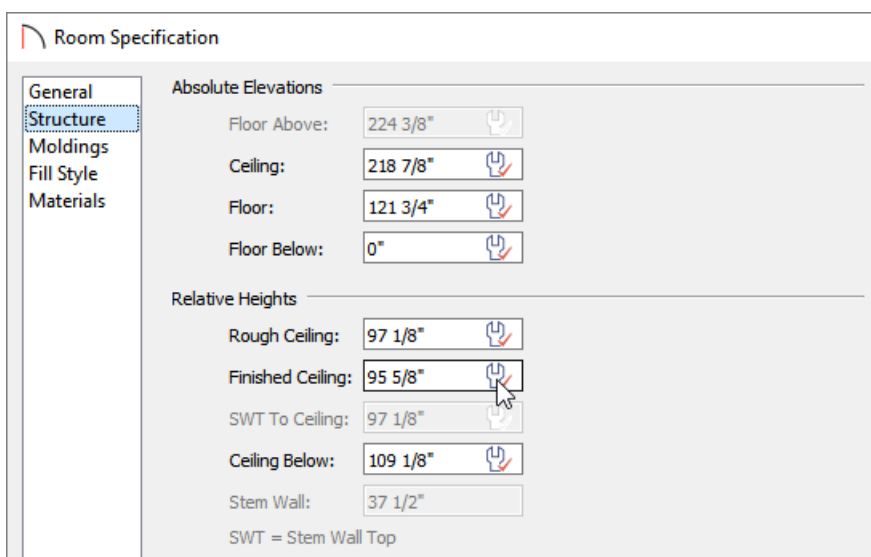 Room Specification
General
Structure
Moldings
Fill Style
Materials
Absolute Elevations
Floor Above: 224 3/8"
Ceiling: 218 7/8"
Floor: 121 3/4"
Floor Below: 0"
Relative Heights
Rough Ceiling: 97 1/8"
Finished Ceiling: 95 5/8"
SWT To Ceiling: 97 1/8"
Ceiling Below: 109 1/8"
Stem Wall: 37 1/2"
SWT = Stem Wall Top